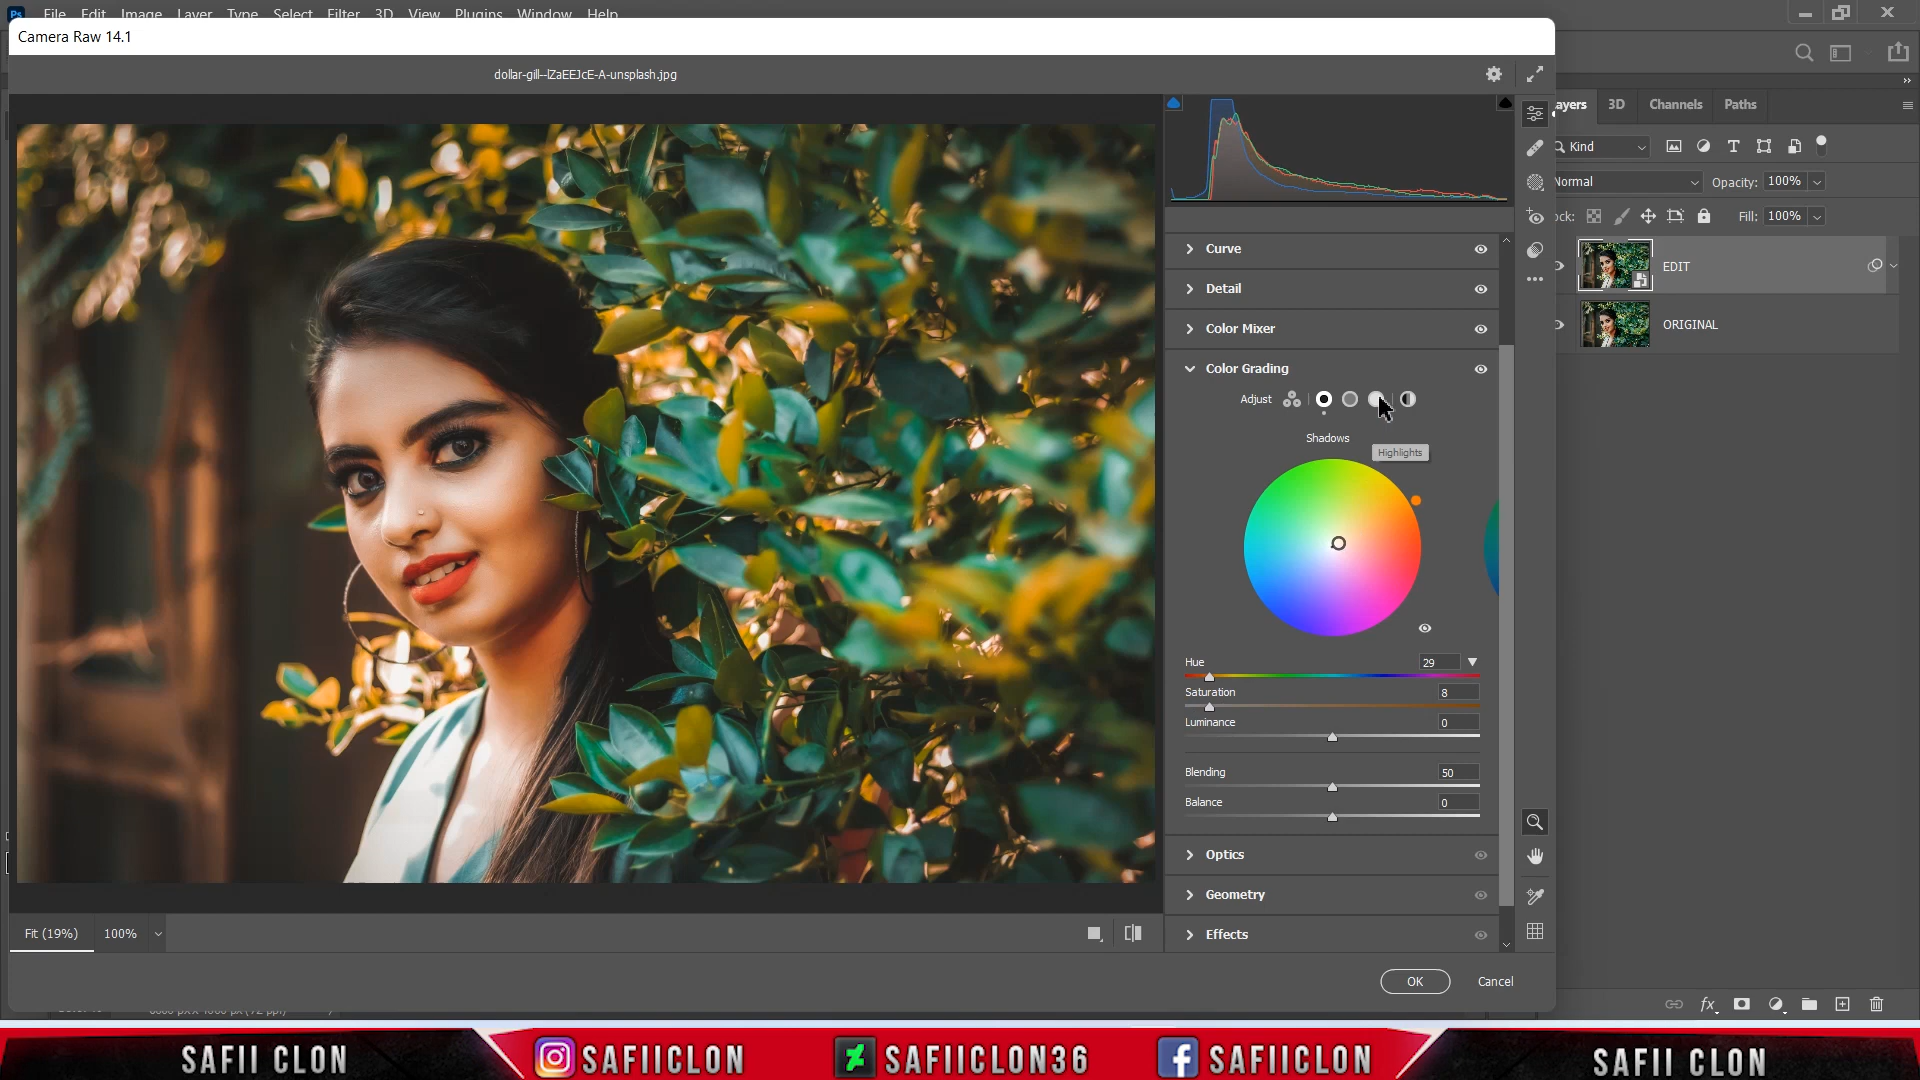 File Edit Image Layer Type Select Filter 3D View Plugins Window Help
Camera Raw 14.1
dollar-gill--lZaEEJcE-A-unsplash.jpg
Curve
Detail
Color Mixer
Color Grading
Adjust
Shadows
Highlights
Hue 29
Saturation 8
Luminance 0
Blending 50
Balance 0
Optics
Geometry
Effects
Fit (19%) 100%
OK Cancel
ayers 3D Channels Paths
Kind
Normal Opacity: 100%
ock: Fill: 100%
EDIT
ORIGINAL
fx
SAFII CLON SAFIICLON SAFIICLON36 SAFIICLON SAFII CLON